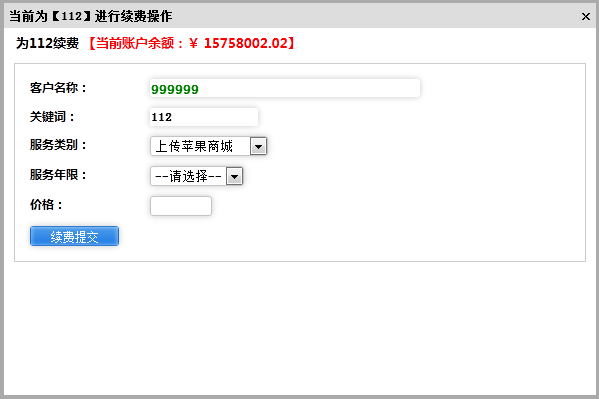 当前为【112】进行续费操作
为112续费 【当前账户余额：￥ 15758002.02】
客户名称： 999999
关键词： 112
服务类别： 上传苹果商城
服务年限： --请选择--
价格：
续费提交